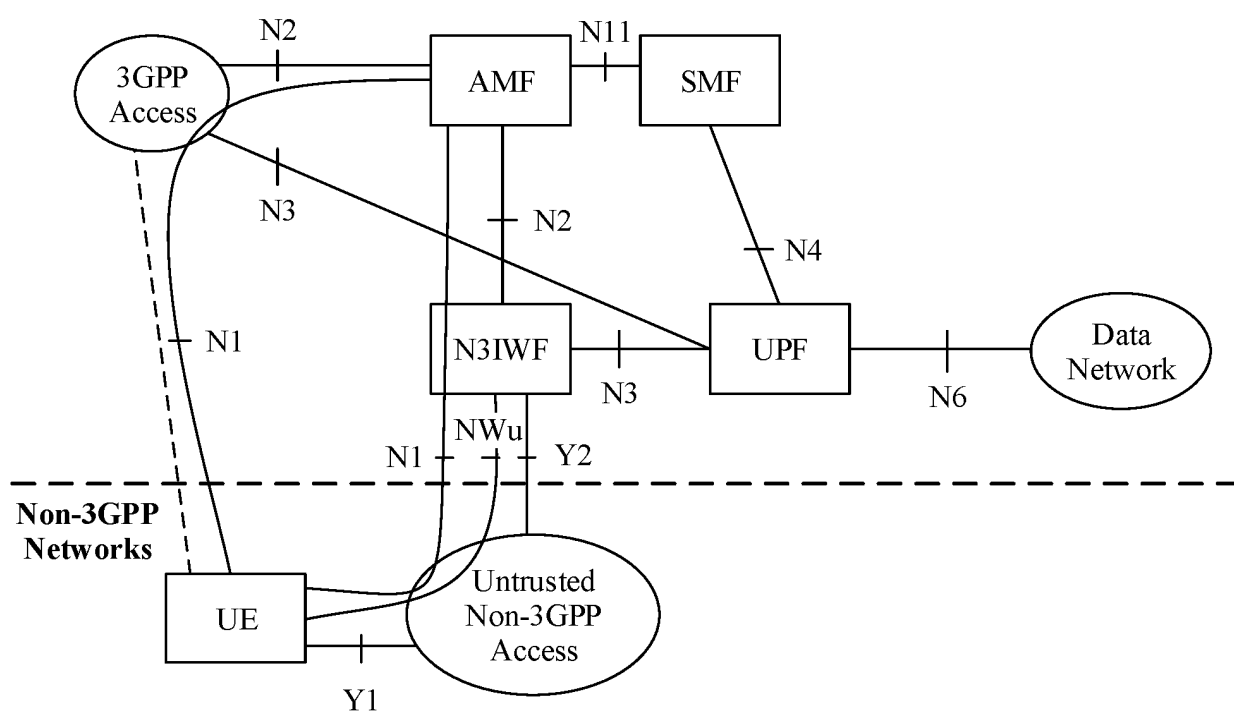 N2
N11
3GPP
Access
AMF
SMF
N3
N2
N4
N1
N3IWF
UPF
Data
Network
N3
N6
NWu
N1
Y2
Non-3GPP
Networks
Untrusted
Non-3GPP
Access
UE
Y1